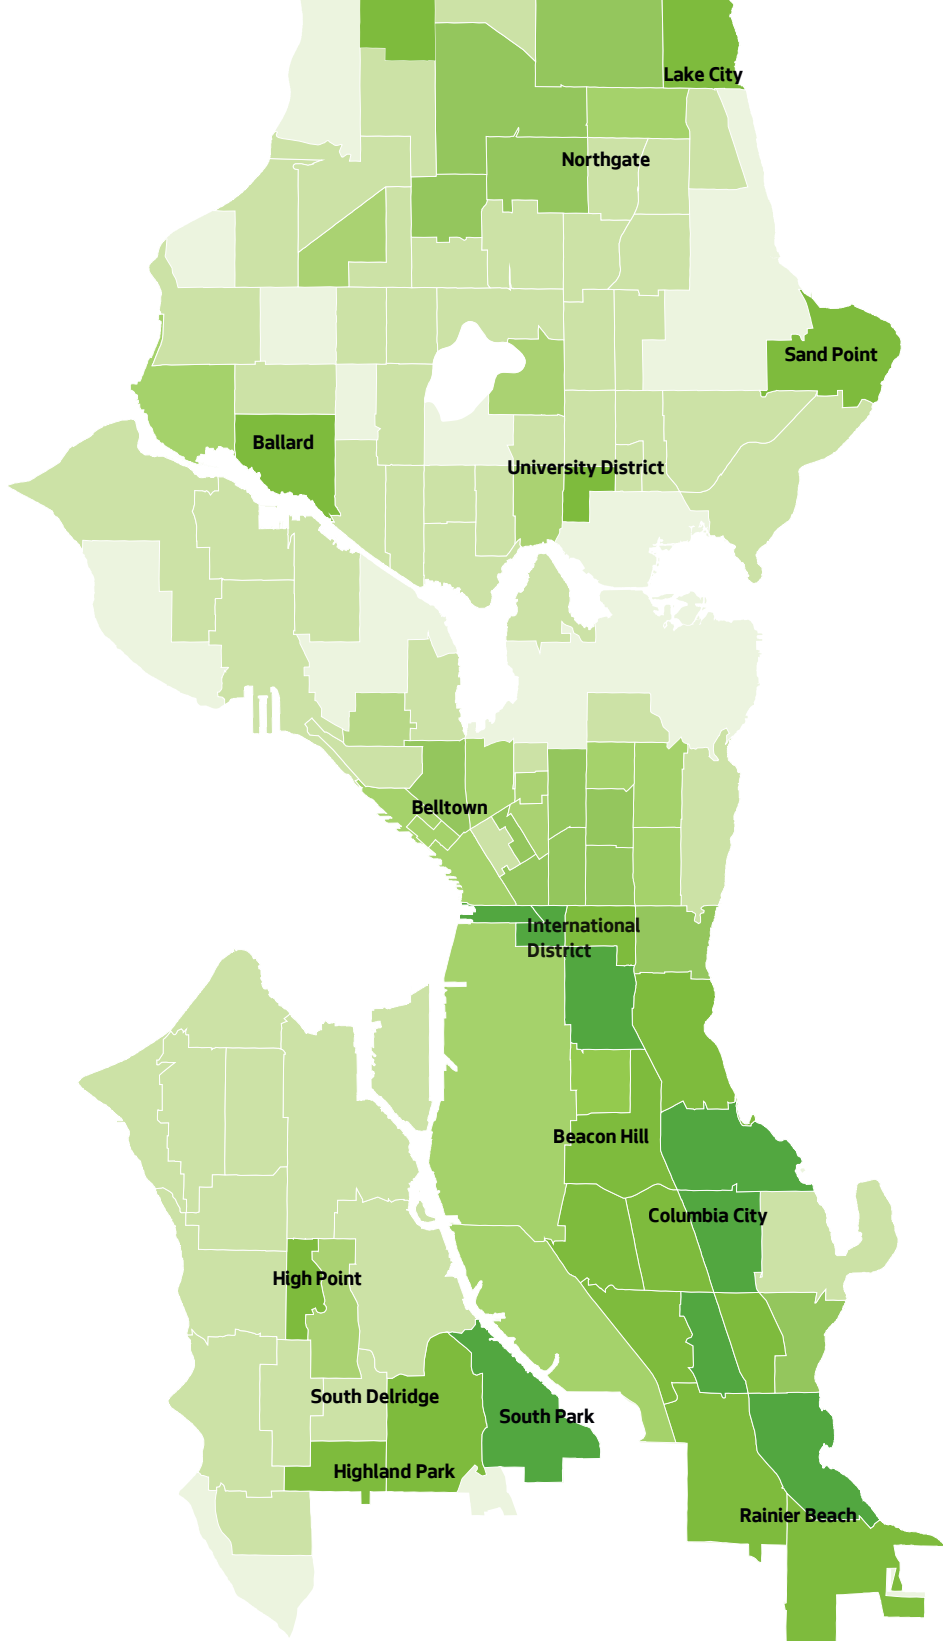 Lake City
Northgate
Sand Point
Ballard
University District
Belltown
International
District
Beacon Hill
Columbia City
High Point
South Delridge
South Park
Highland Park
Rainier Beach